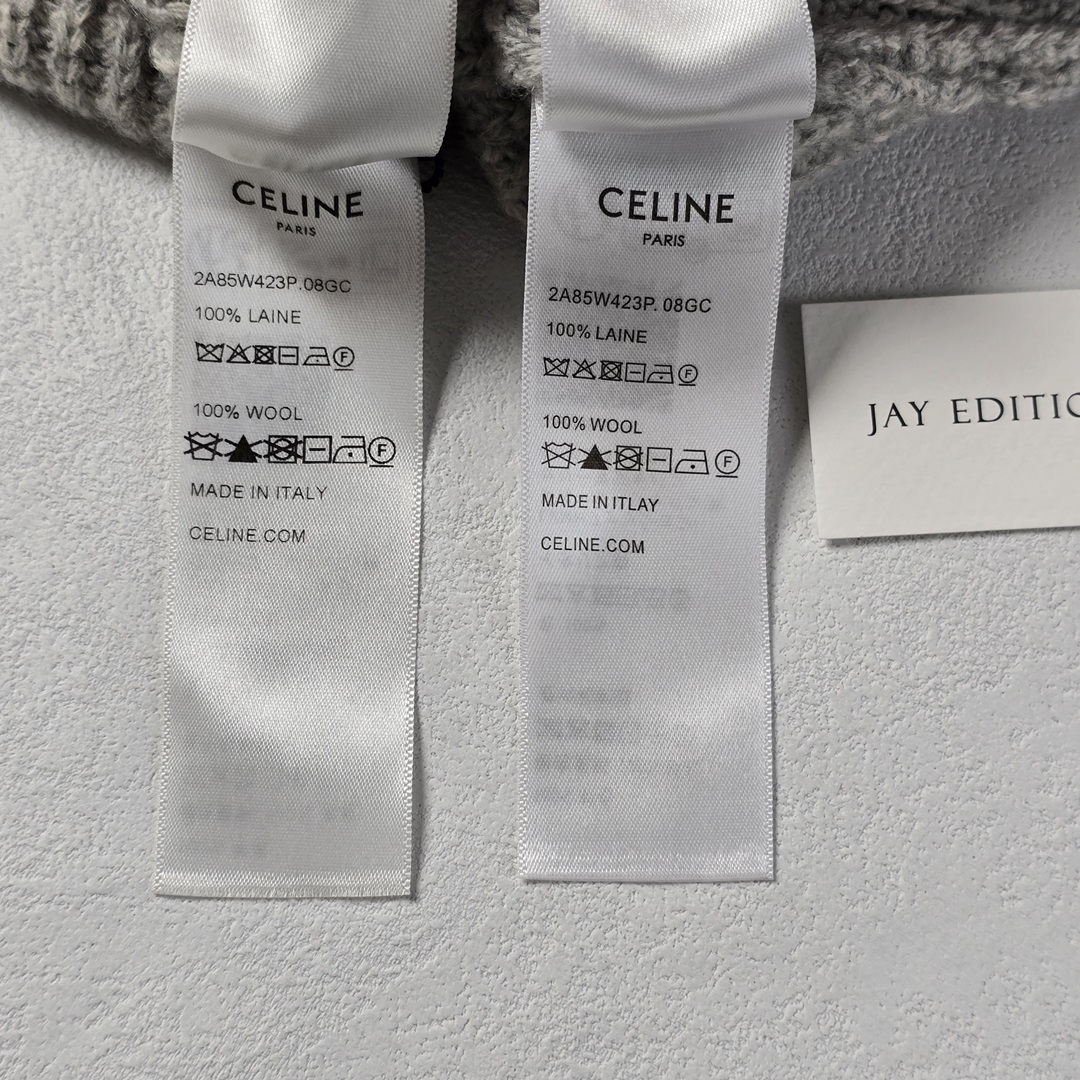 CELINE
PARIS
2A85W423P.08GC
100% LAINE
F
100% WOOL
F
MADE IN ITALY
CELINE.COM
CELINE
PARIS
2A85W423P. 08GC
100% LAINE
F
100% WOOL
F
MADE IN ITLAY
CELINE.COM
JAY EDITIO